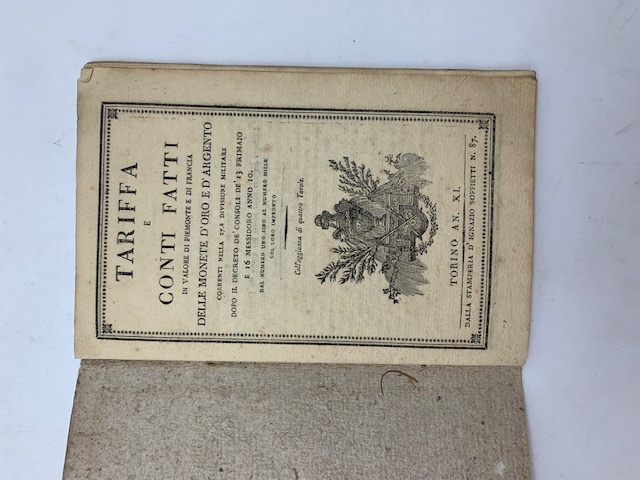 TARIFFA
E
CONTI FATTI
IN VALORE DI PIEMONTE E DI FRANCIA
DELLE MONETE D'ORO E D'ARGENTO
CORRENTI NELLA 27.a DIVISIONE MILITARE
DOPO IL DECRETO DE' CONSOLI DE' 13 PRIMAJO
E 16 MESSIDORO ANNO 10.
DAL NUMERO UNO SINO AL NUMERO MILLE
COL LORO IMPRONTO
Coll'aggiunta di quattro Tavole.
TORINO AN. XI.
DALLA STAMPERIA D' IGNAZIO SOFFIETTI N. 87.